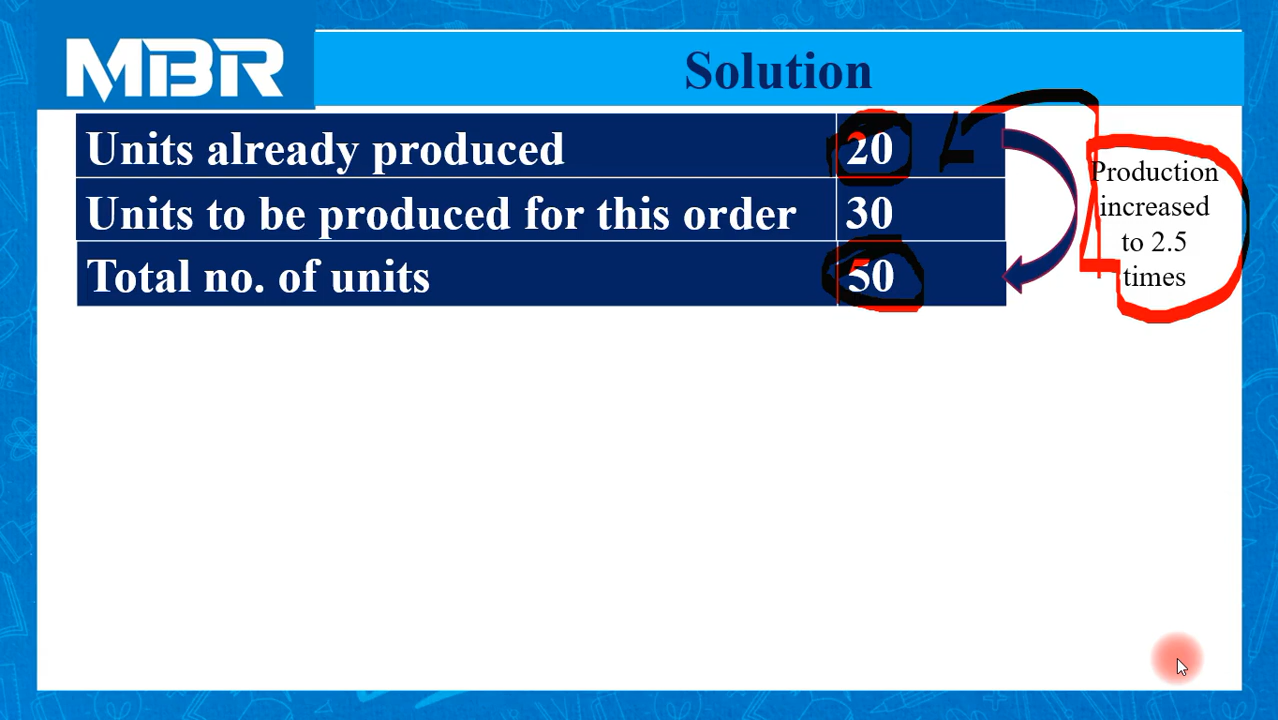 MBR
Solution
Units already produced 20
Units to be produced for this order 30
Total no. of units 50
Production
increased
to 2.5
times